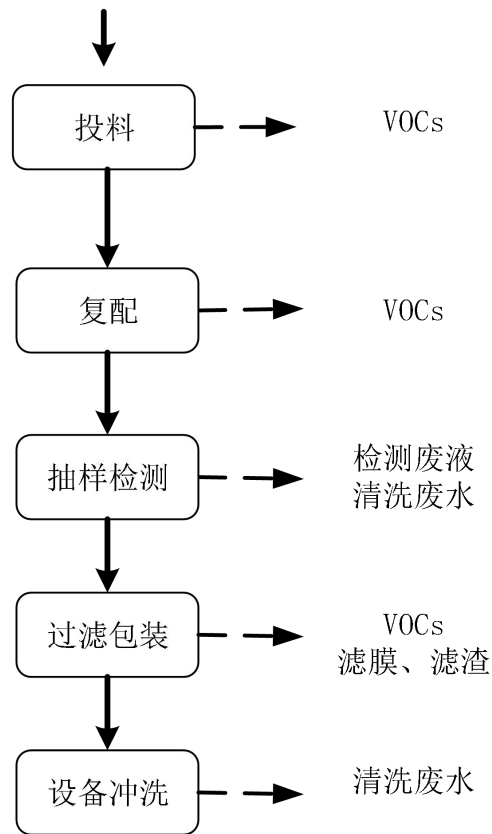 投料
VOCs
复配
VOCs
抽样检测
检测废液
清洗废水
过滤包装
VOCs
滤膜、滤渣
设备冲洗
清洗废水